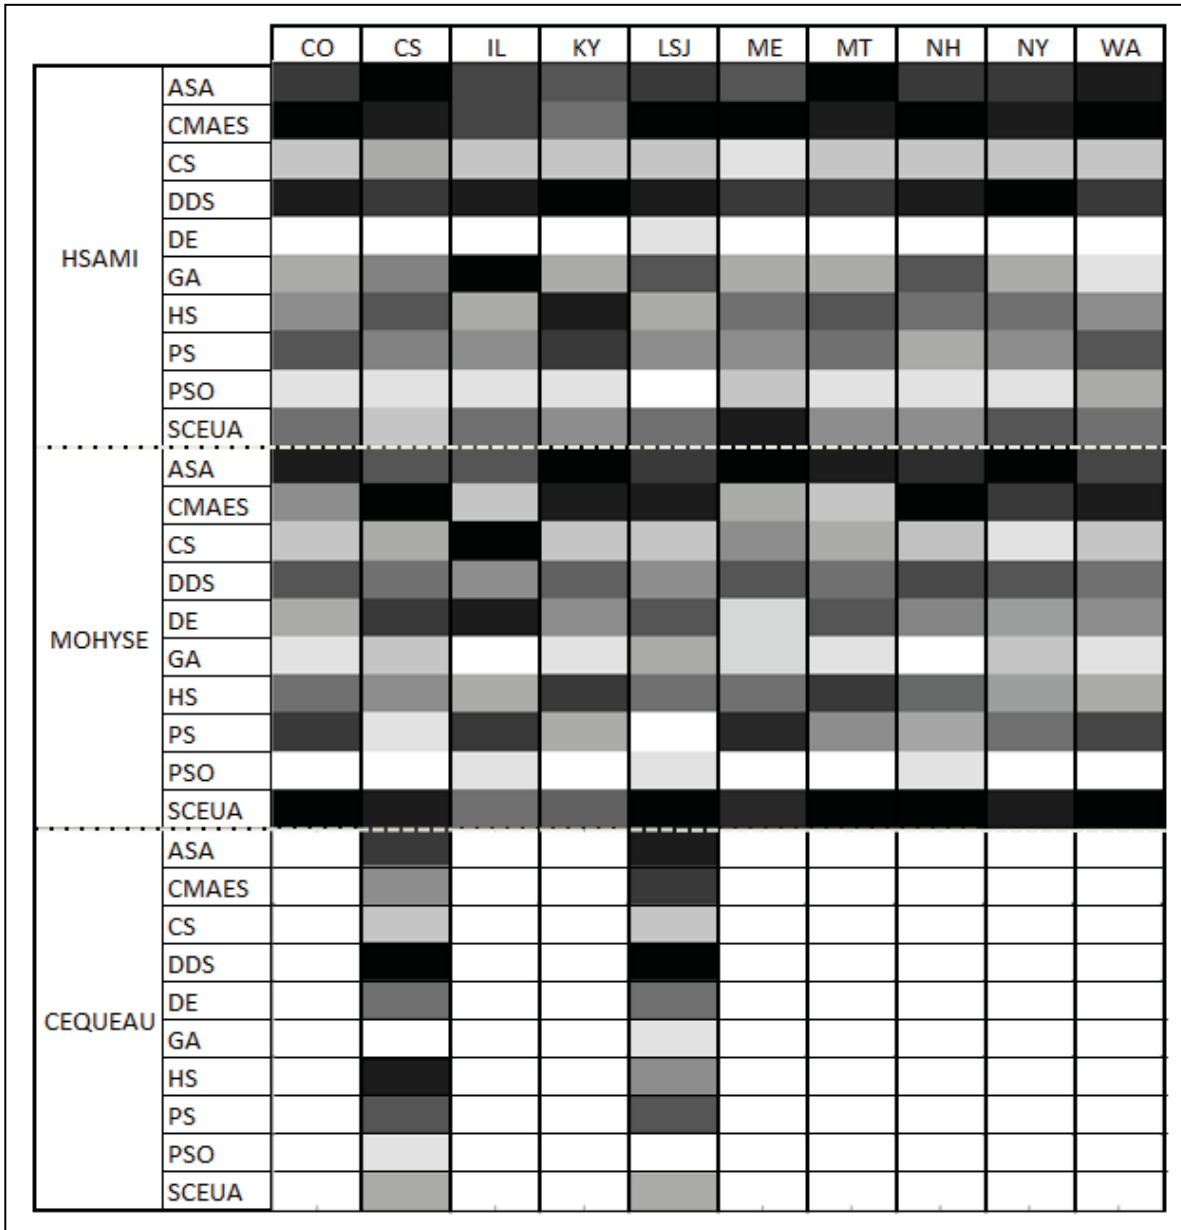 CO CS IL KY LSJ ME MT NH NY WA
HSAMI
ASA
CMAES
CS
DDS
DE
GA
HS
PS
PSO
SCEUA
MOHYSE
ASA
CMAES
CS
DDS
DE
GA
HS
PS
PSO
SCEUA
CEQUEAU
ASA
CMAES
CS
DDS
DE
GA
HS
PS
PSO
SCEUA